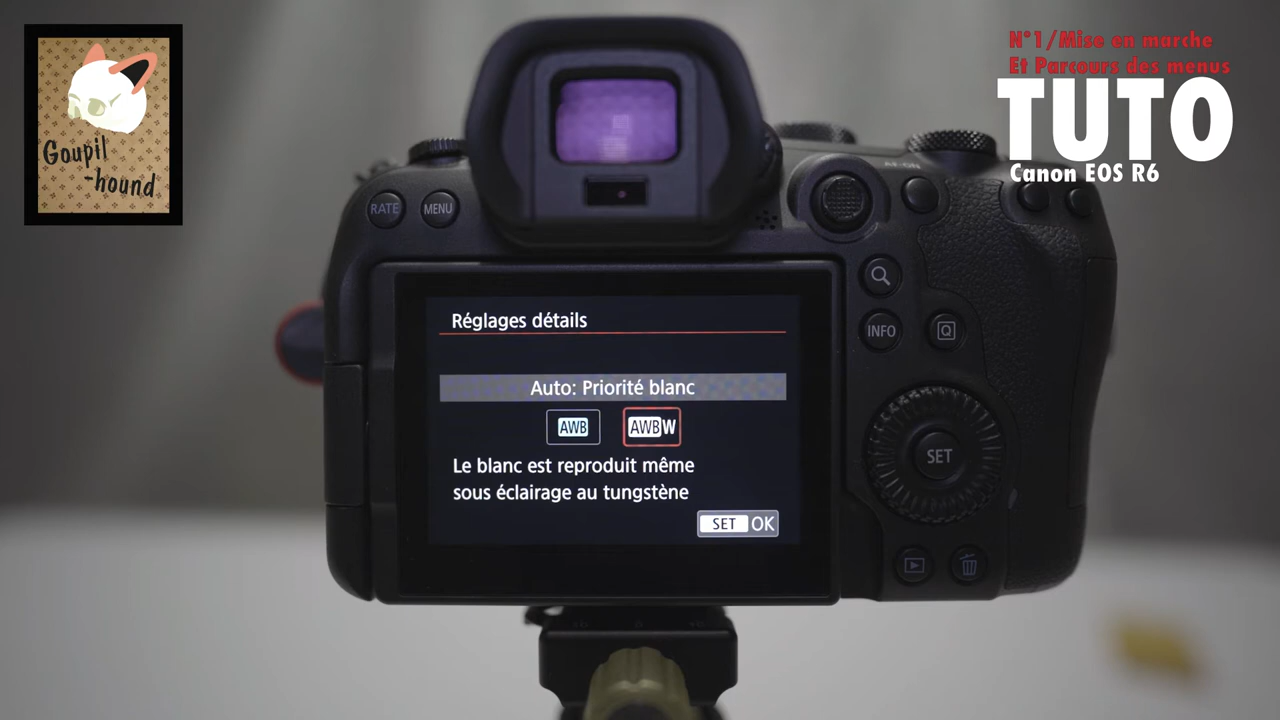 Goupil
-hound
N°1/Mise en marche
Et Parcours des menus
TUTO
Canon EOS R6
AF-ON
RATE
MENU
INFO
Q
SET
Réglages détails
Auto: Priorité blanc
AWB
AWBW
Le blanc est reproduit même
sous éclairage au tungstène
SET OK